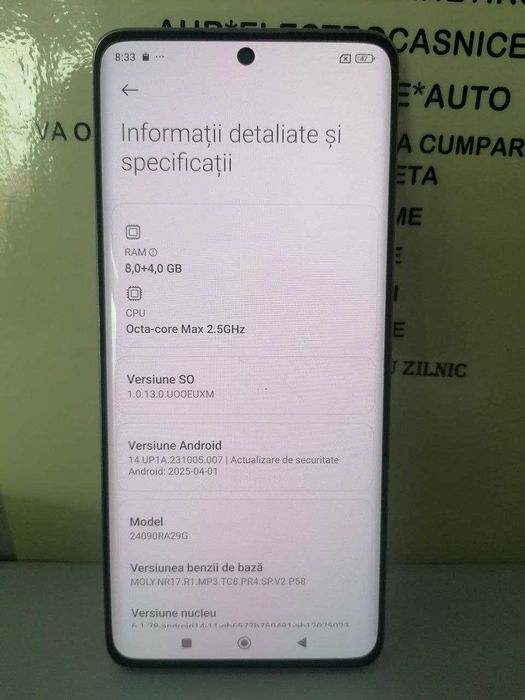 AUR*ELECTROCASNICE
E*AUTO
VA O
A CUMPAR
ETA
ME
E
I
E
U ZILNIC
8:33
47
Informații detaliate și
specificații
RAM
8,0+4,0 GB
CPU
Octa-core Max 2.5GHz
Versiune SO
1.0.13.0.UOOEUXM
Versiune Android
14 UP1A.231005.007 | Actualizare de securitate
Android: 2025-04-01
Model
24090RA29G
Versiunea benzii de bază
MOLY.NR17.R1.MP3.TC8.PR4.SP.V2.P58
Versiune nucleu